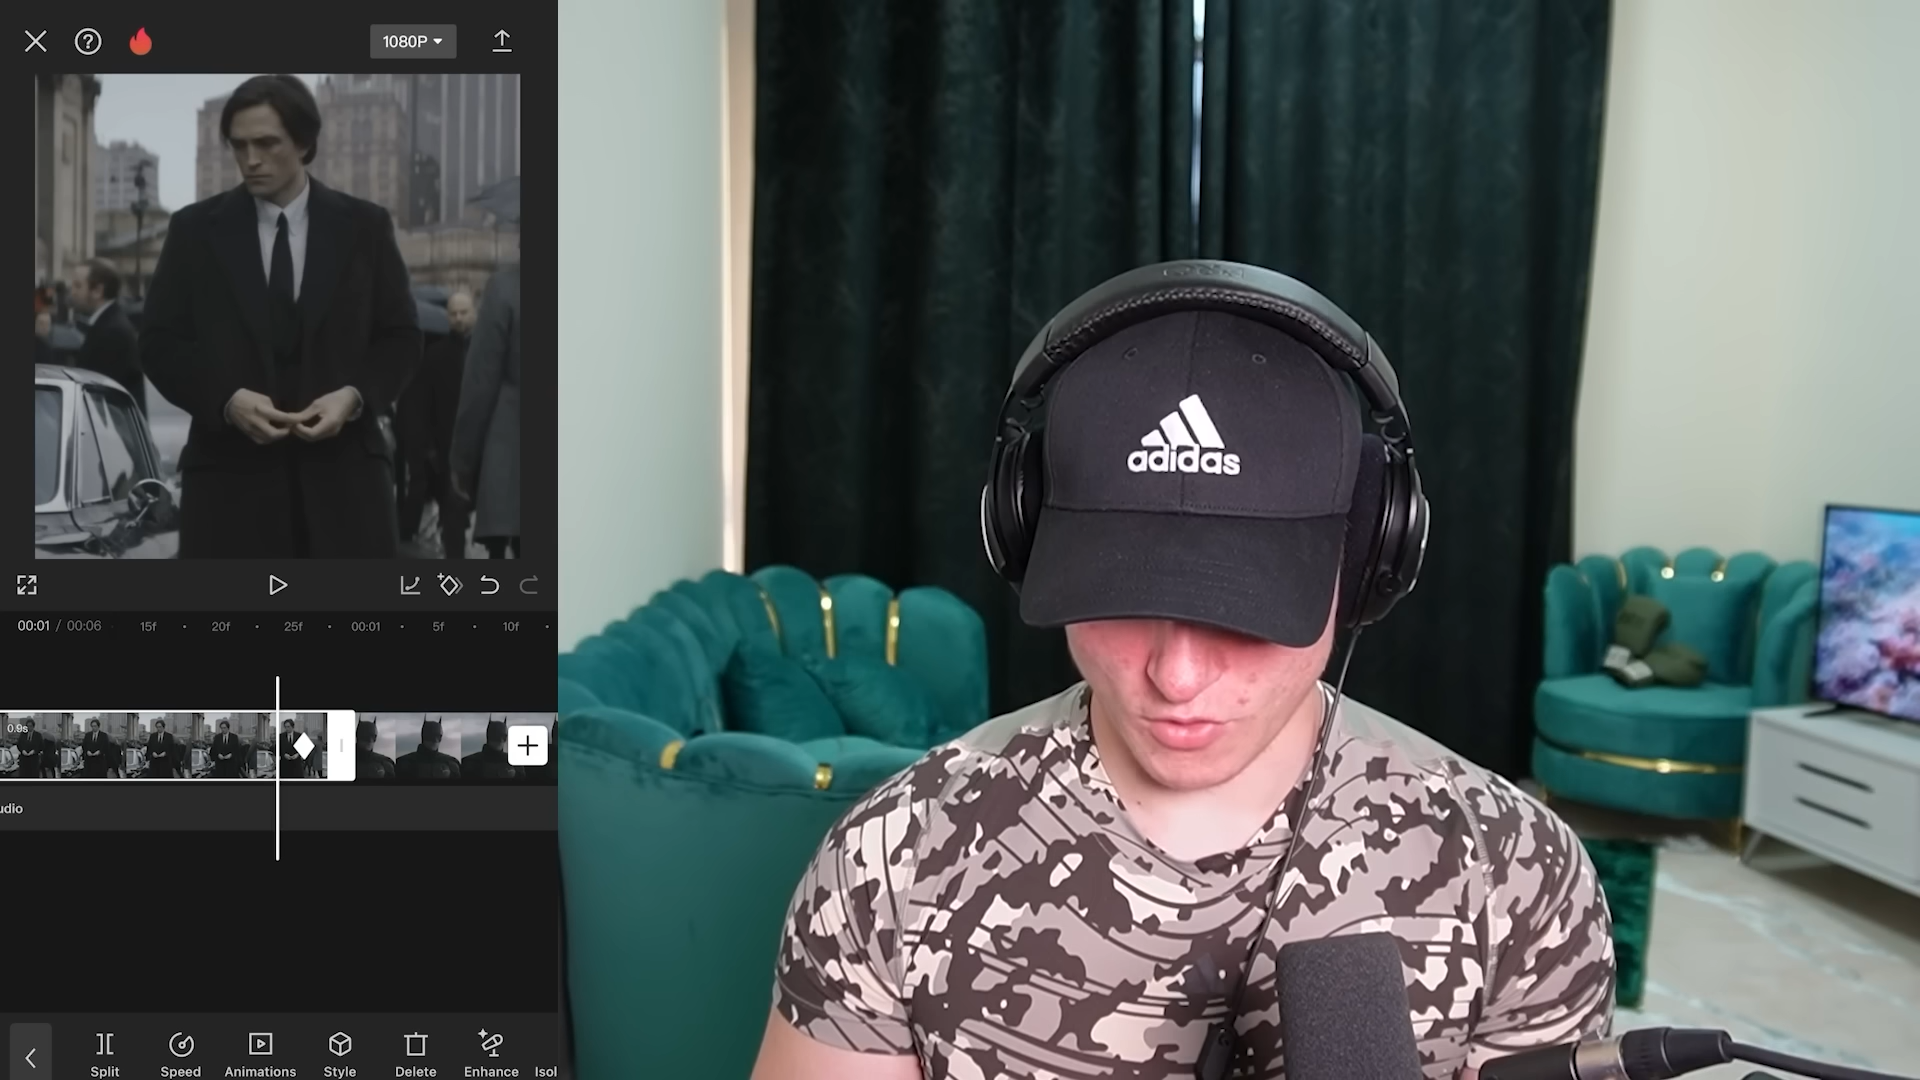 1080P
00:01 / 00:06 15f 20f 25f 00:01 5f 10f
0.9s
udio
Split Speed Animations Style Delete Enhance Isol
adidas